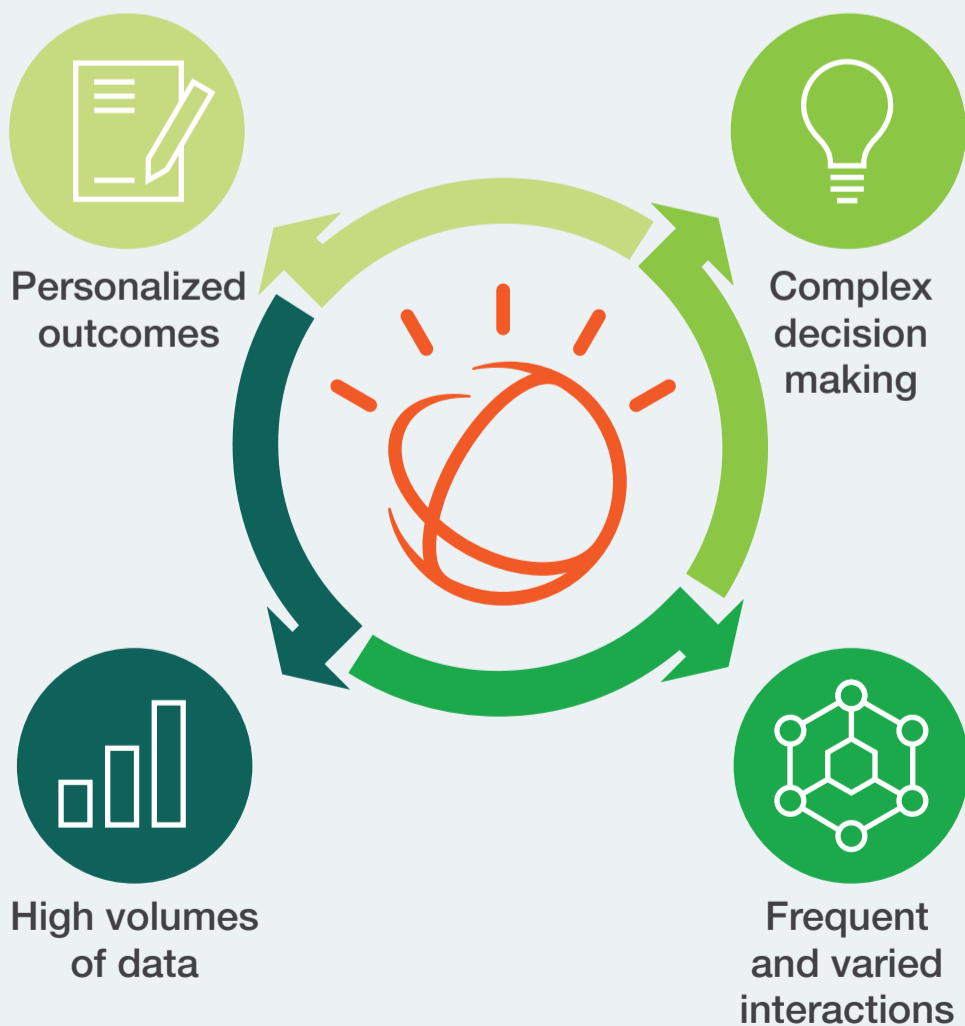 Personalized
outcomes
Complex
decision
making
High volumes
of data
Frequent
and varied
interactions